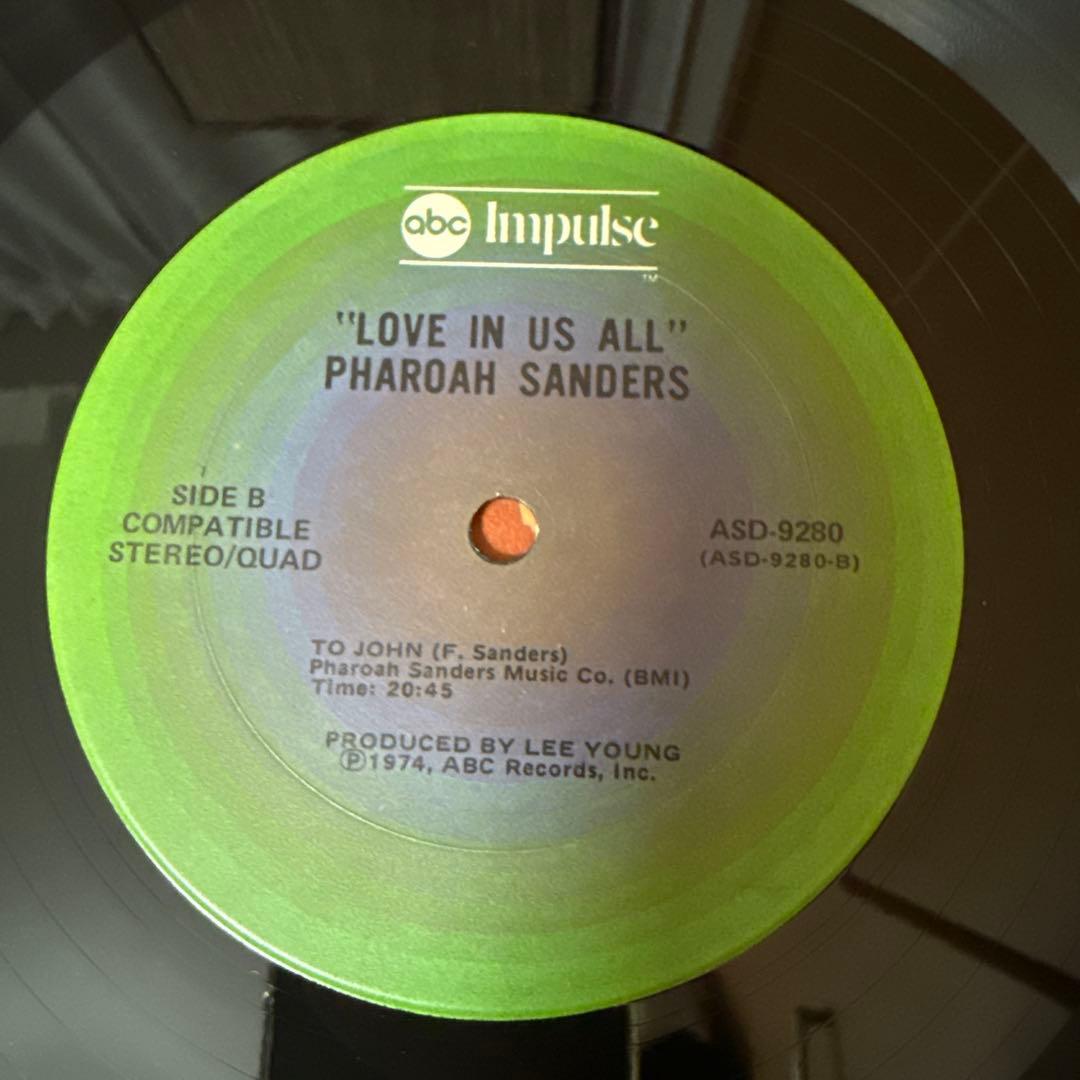 abc Impulse
TM
"LOVE IN US ALL"
PHAROAH SANDERS
SIDE B
COMPATIBLE
STEREO/QUAD
ASD-9280
(ASD-9280-B)
TO JOHN (F. Sanders)
Pharoah Sanders Music Co. (BMI)
Time: 20:45
PRODUCED BY LEE YOUNG
℗1974, ABC Records, Inc.